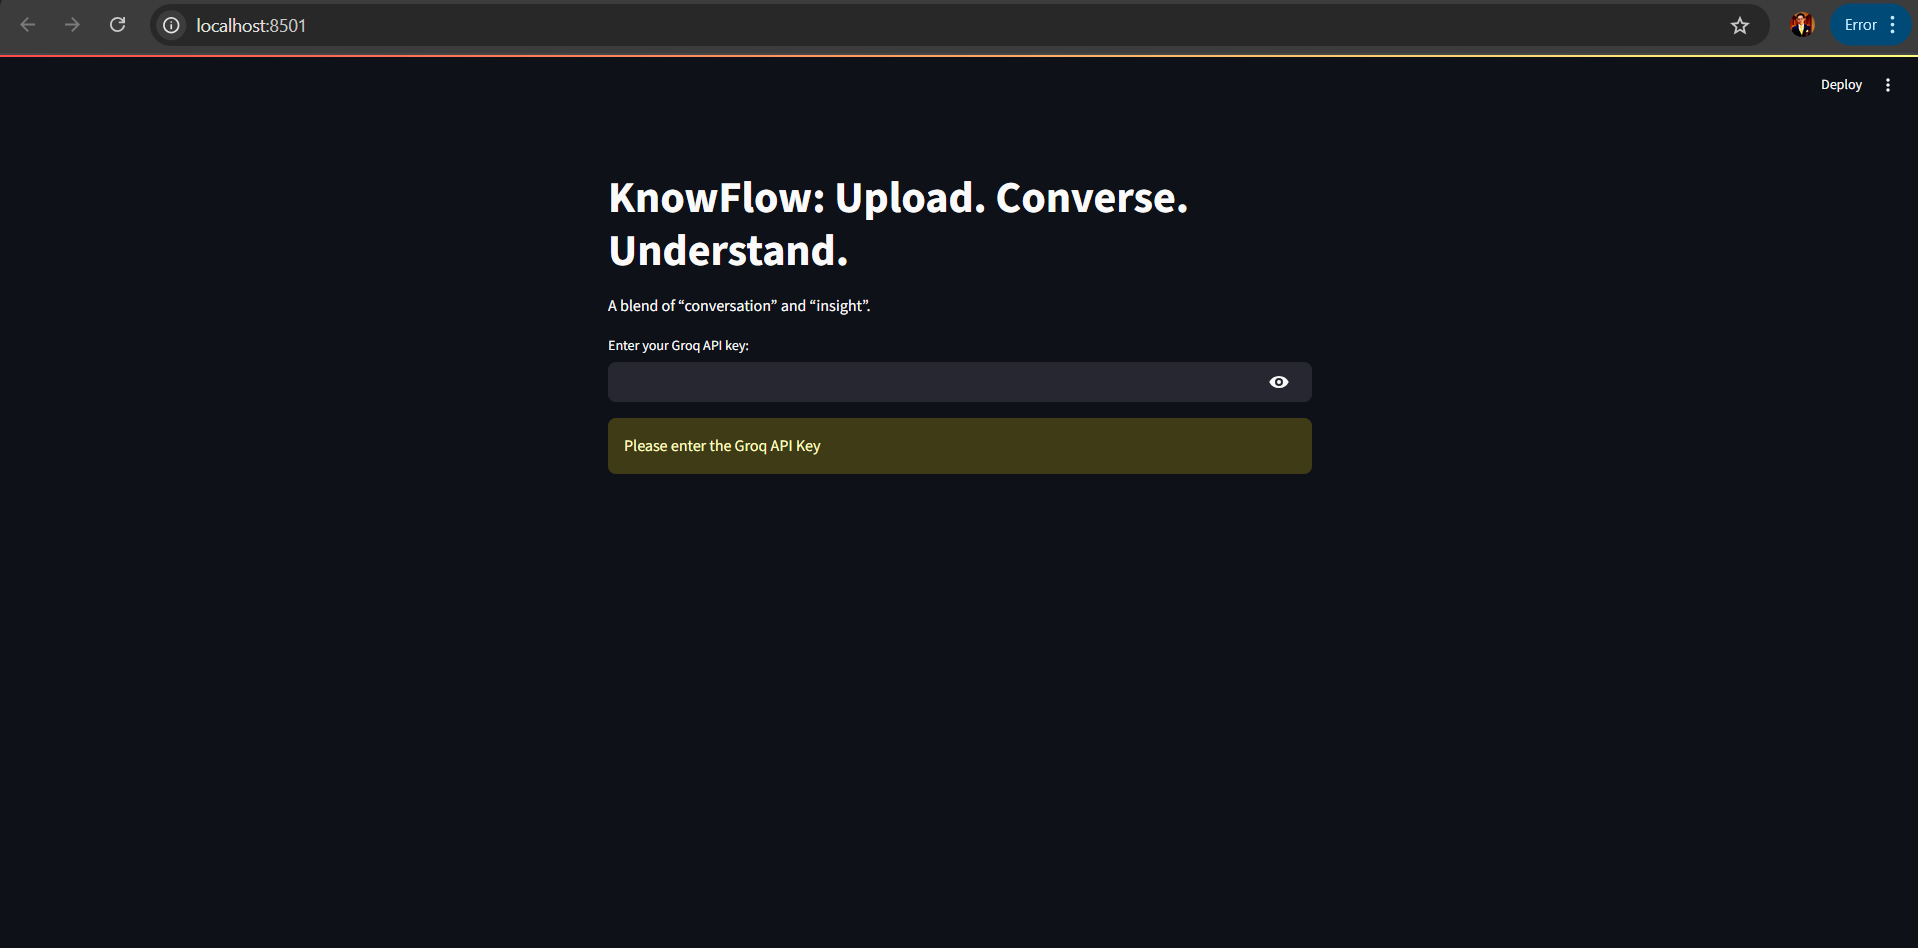 localhost:8501
Error
Deploy
KnowFlow: Upload. Converse.
Understand.
A blend of “conversation” and “insight”.
Enter your Groq API key:
Please enter the Groq API Key